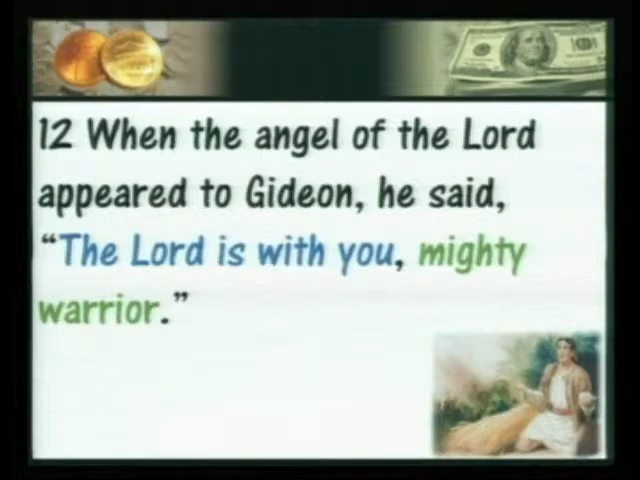 12 When the angel of the Lord
appeared to Gideon, he said,
“The Lord is with you, mighty
warrior.”